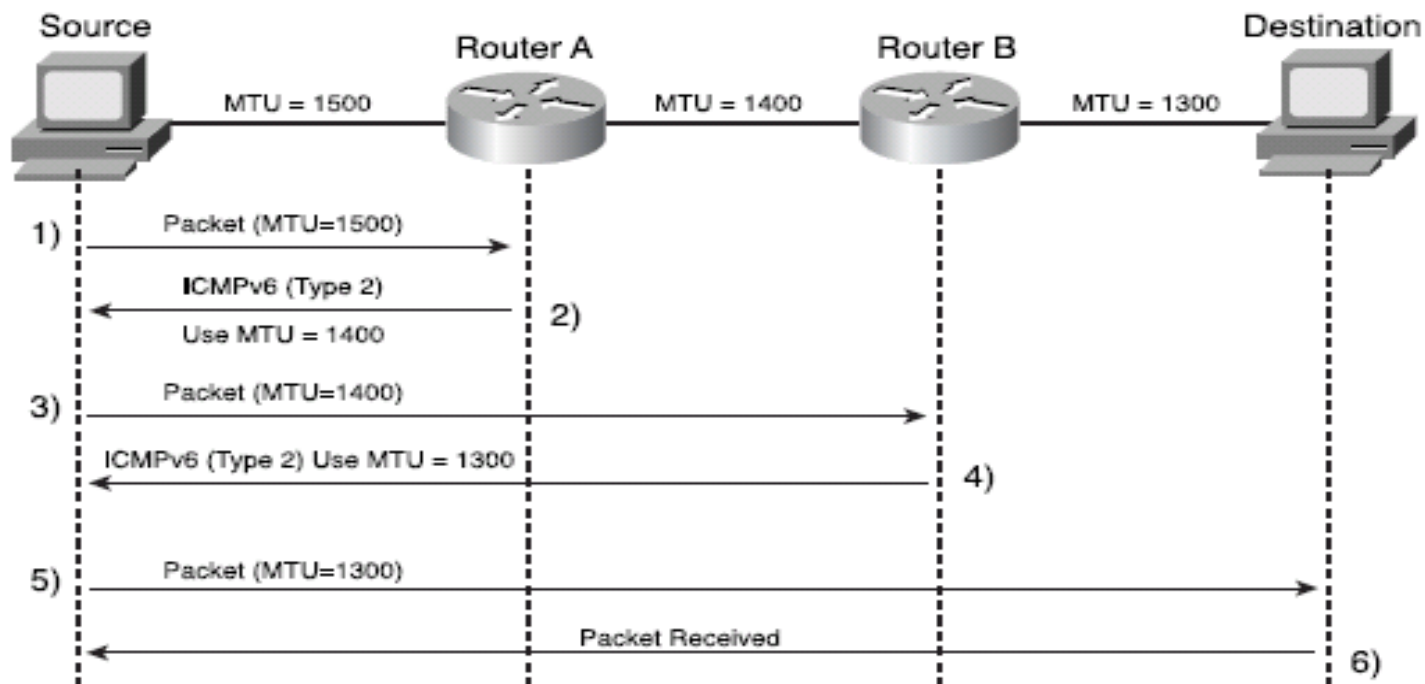 Source
Router A
Router B
Destination
MTU = 1500
MTU = 1400
MTU = 1300
1)
Packet (MTU=1500)
ICMPv6 (Type 2)
Use MTU = 1400
2)
3)
Packet (MTU=1400)
ICMPv6 (Type 2) Use MTU = 1300
4)
5)
Packet (MTU=1300)
Packet Received
6)